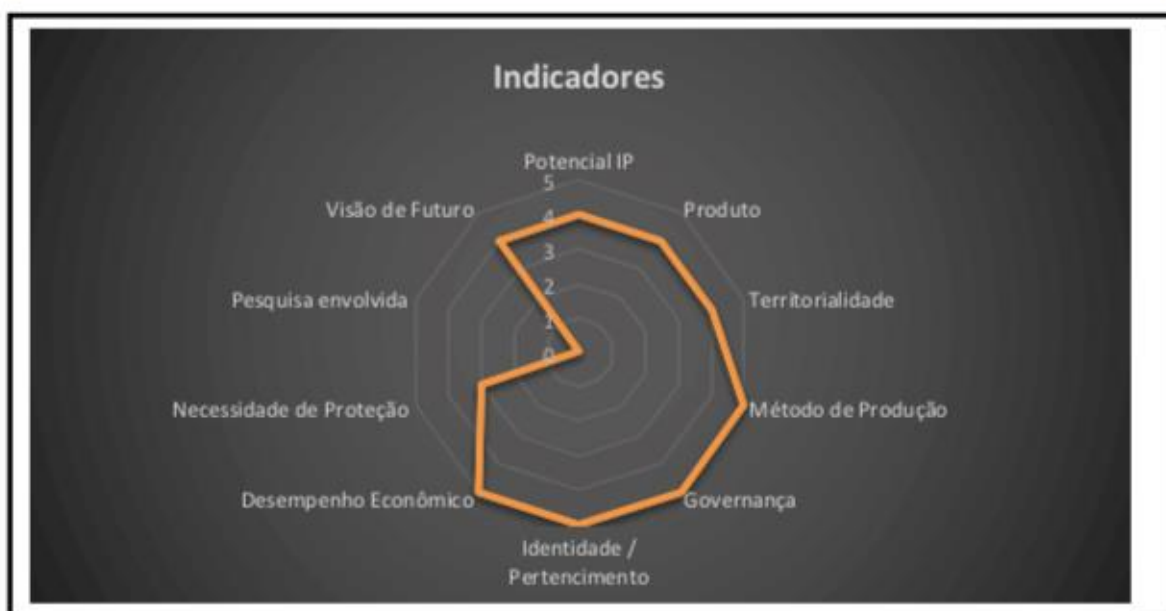 Indicadores
Potencial IP
Visão de Futuro
Produto
Pesquisa envolvida
Territorialidade
Necessidade de Proteção
Método de Produção
Desempenho Econômico
Governança
Identidade /
Pertencimento
5
4
3
2
1
0